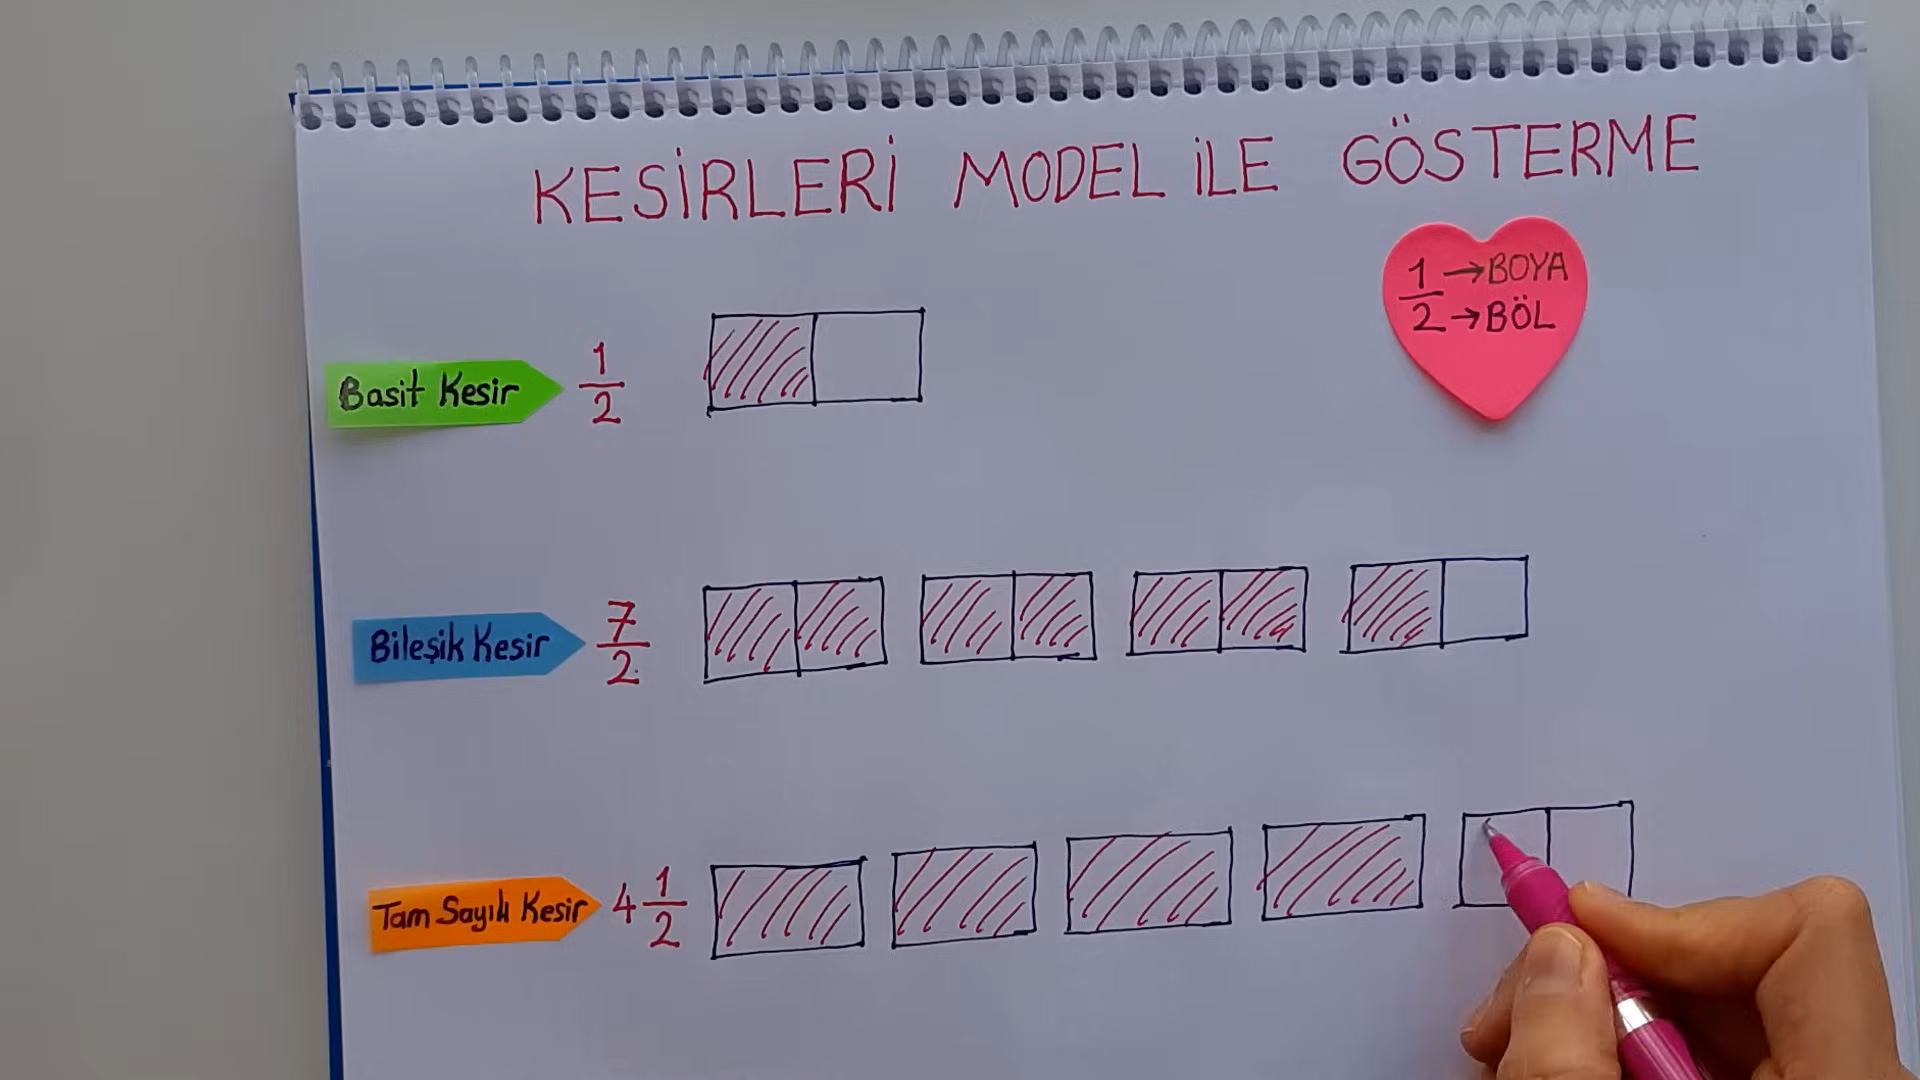 KESİRLERİ MODEL İLE GÖSTERME
1/2 →BOYA
→BÖL
Basit Kesir 1/2
Bileşik Kesir 7/2
Tam Sayılı Kesir 4 1/2